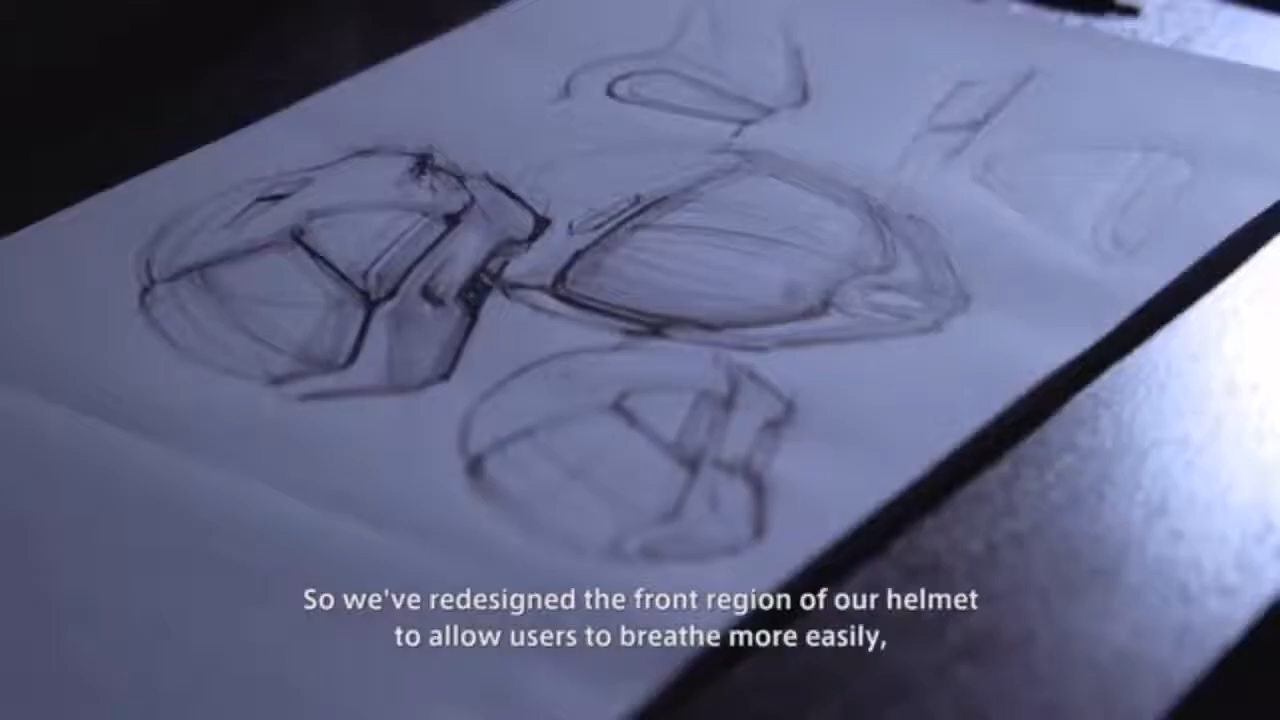 So we've redesigned the front region of our helmet
to allow users to breathe more easily,